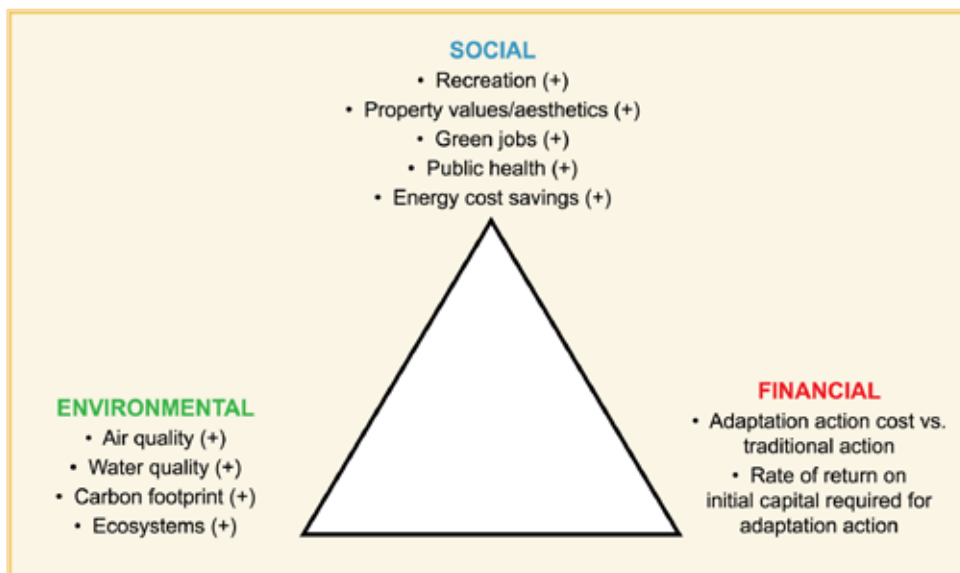 SOCIAL
• Recreation (+)
• Property values/aesthetics (+)
• Green jobs (+)
• Public health (+)
• Energy cost savings (+)
ENVIRONMENTAL
• Air quality (+)
• Water quality (+)
• Carbon footprint (+)
• Ecosystems (+)
FINANCIAL
• Adaptation action cost vs.
traditional action
• Rate of return on
initial capital required for
adaptation action